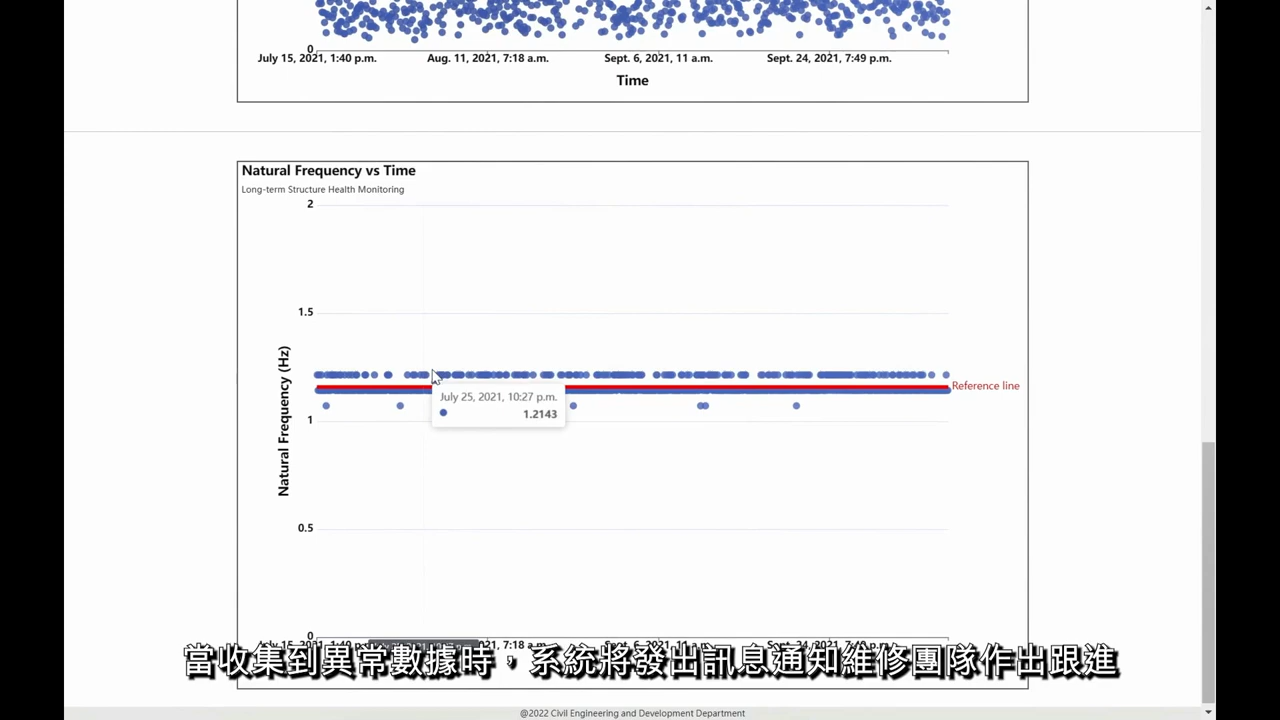 0
July 15, 2021, 1:40 p.m. Aug. 11, 2021, 7:18 a.m. Sept. 6, 2021, 11 a.m. Sept. 24, 2021, 7:49 p.m.
Time
Natural Frequency vs Time
Long-term Structure Health Monitoring
2
1.5
1
0.5
0
Natural Frequency (Hz)
Reference line
July 25, 2021, 10:27 p.m.
1.2143
當收集到異常數據時，系統將發出訊息通知維修團隊作出跟進
@2022 Civil Engineering and Development Department